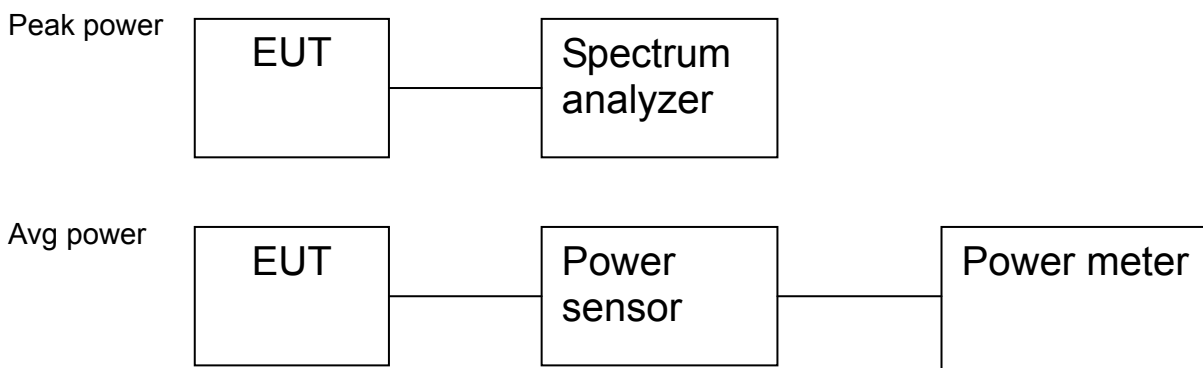 Peak power
EUT
Spectrum
analyzer
Avg power
EUT
Power
sensor
Power meter